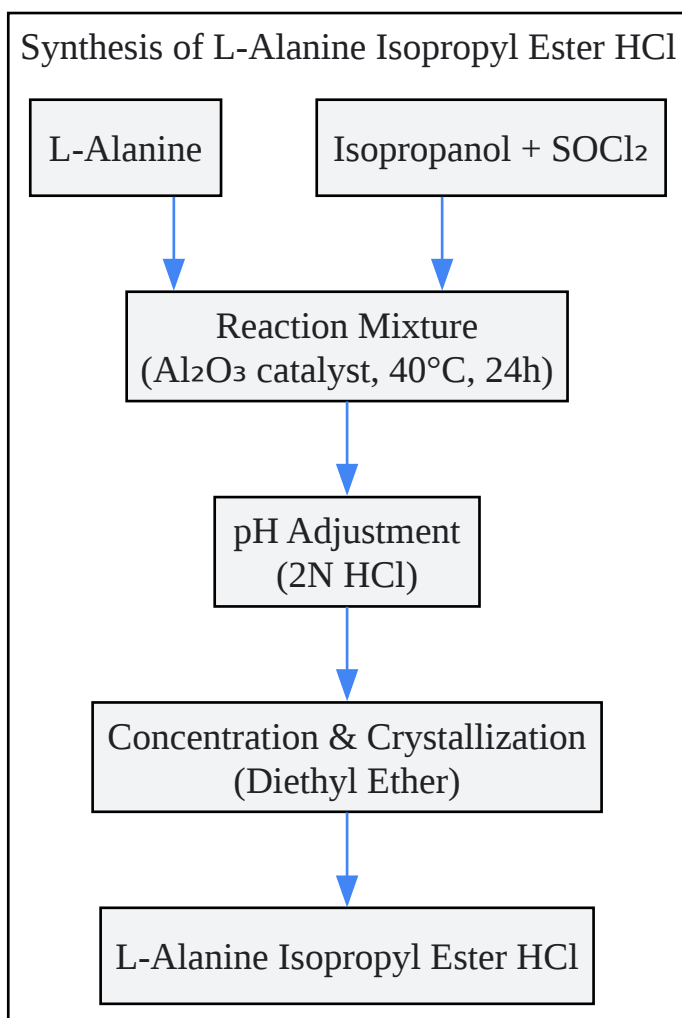 Synthesis of L-Alanine Isopropyl Ester HCl
L-Alanine
Isopropanol + SOCl₂
Reaction Mixture
(Al₂O₃ catalyst, 40°C, 24h)
pH Adjustment
(2N HCl)
Concentration & Crystallization
(Diethyl Ether)
L-Alanine Isopropyl Ester HCl